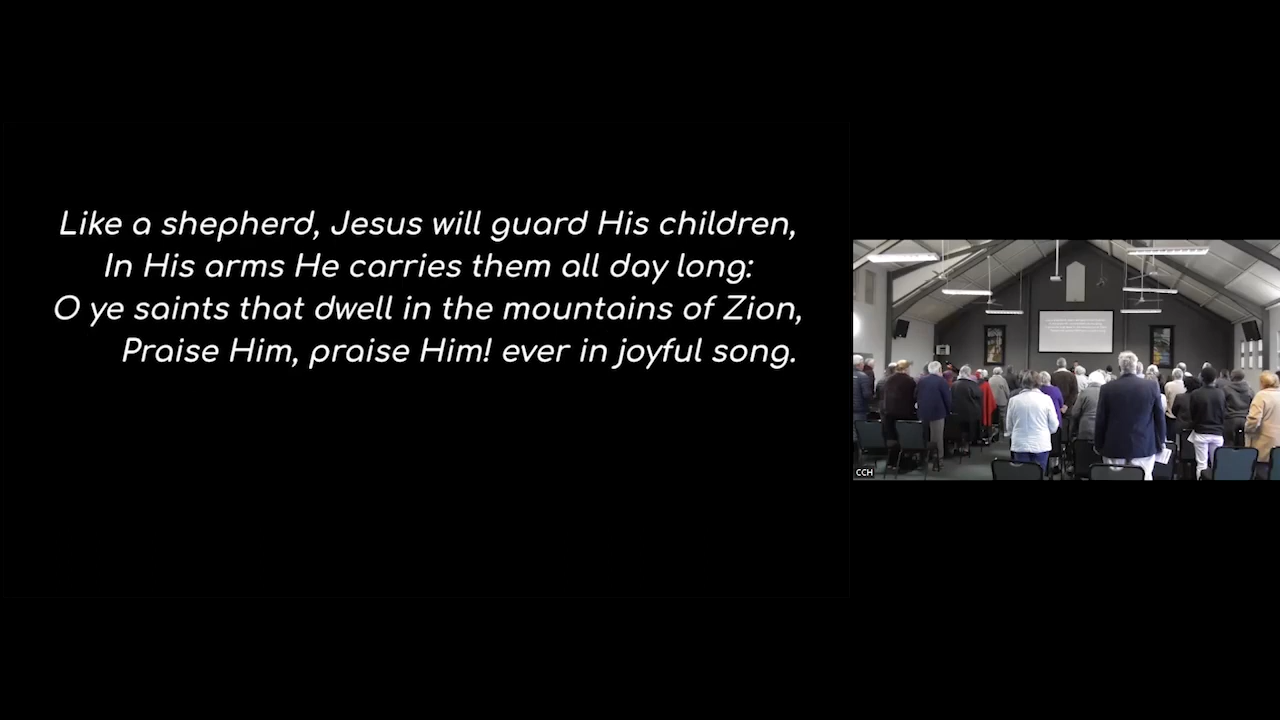 Like a shepherd, Jesus will guard His children,
In His arms He carries them all day long:
O ye saints that dwell in the mountains of Zion,
Praise Him, praise Him! ever in joyful song.
CCH